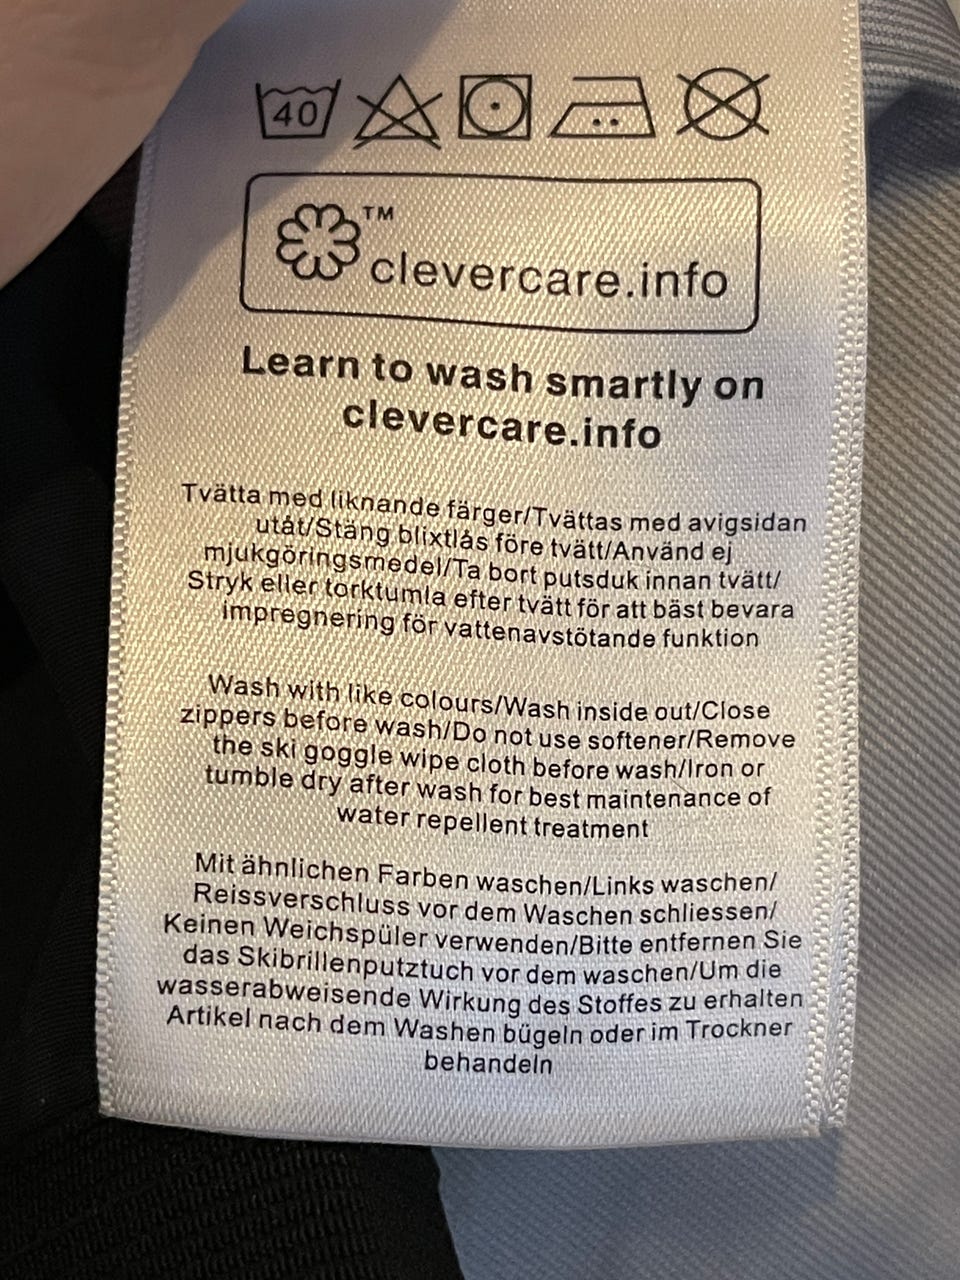 40
TM
clevercare.info
Learn to wash smartly on
clevercare.info
Tvätta med liknande färger/Tvättas med avigsidan
utåt/Stäng blixtlås före tvätt/Använd ej
mjukgöringsmedel/Ta bort putsduk innan tvätt/
Stryk eller torktumla efter tvätt för att bäst bevara
impregnering för vattenavstötande funktion
Wash with like colours/Wash inside out/Close
zippers before wash/Do not use softener/Remove
the ski goggle wipe cloth before wash/Iron or
tumble dry after wash for best maintenance of
water repellent treatment
Mit ähnlichen Farben waschen/Links waschen/
Reissverschluss vor dem Waschen schliessen/
Keinen Weichspüler verwenden/Bitte entfernen Sie
das Skibrillenputztuch vor dem waschen/Um die
wasserabweisende Wirkung des Stoffes zu erhalten
Artikel nach dem Washen bügeln oder im Trockner
behandeln